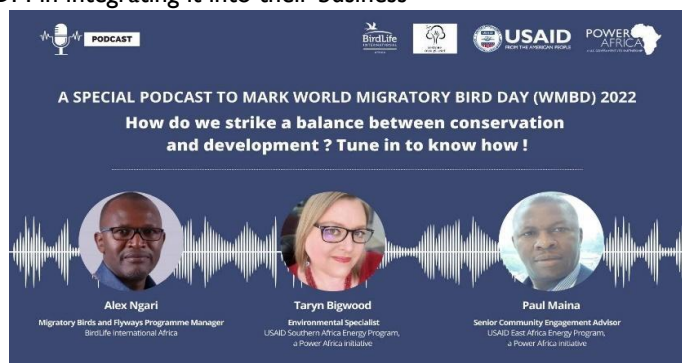 PODCAST
BirdLife
INTERNATIONAL
USAID
FROM THE AMERICAN PEOPLE
POWER
AFRICA
A SPECIAL PODCAST TO MARK WORLD MIGRATORY BIRD DAY (WMBD) 2022
How do we strike a balance between conservation
and development ? Tune in to know how !
Alex Ngari
Migratory Birds and Flyways Programme Manager
BirdLife International Africa
Taryn Bigwood
Environmental Specialist
USAID Southern Africa Energy Program,
a Power Africa initiative
Paul Maina
Senior Community Engagement Advisor
USAID East Africa Energy Program,
a Power Africa initiative